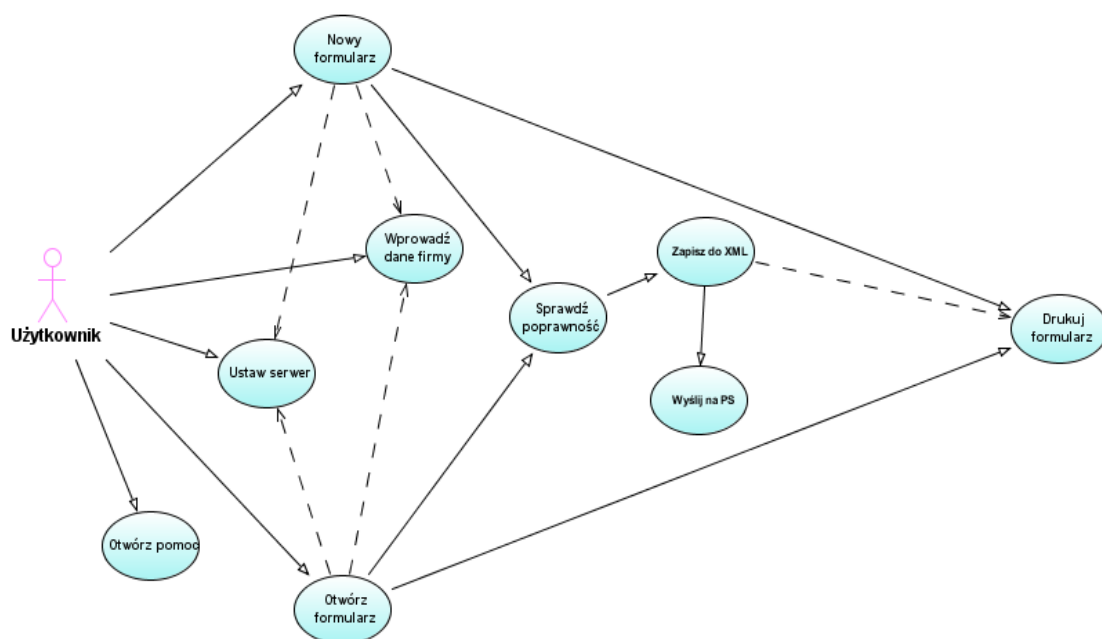 Nowy
formularz
Wprowadź
dane firmy
Zapisz do XML
Sprawdź
poprawność
Drukuj
formularz
Użytkownik
Ustaw serwer
Wyślij na PS
Otwórz pomoc
Otwórz
formularz